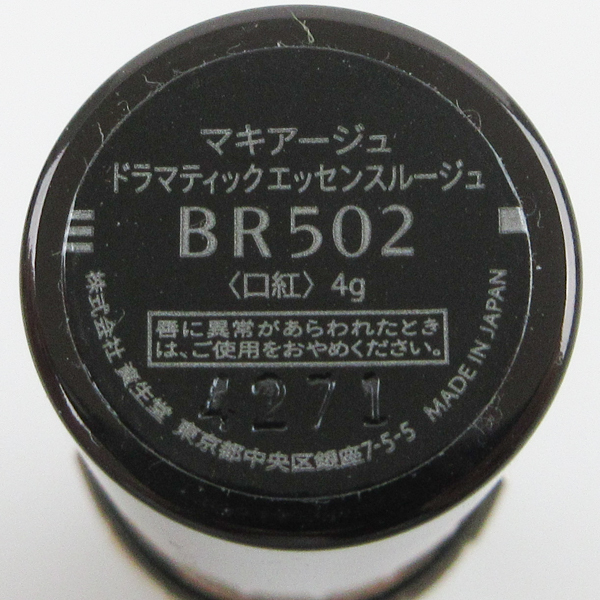 マキアージュ
ドラマティックエッセンスルージュ
BR502
〈口紅〉4g
唇に異常があらわれたとき
は、ご使用をおやめください。
4271
株式会社 資生堂 東京都中央区銀座7-5-5 MADE IN JAPAN